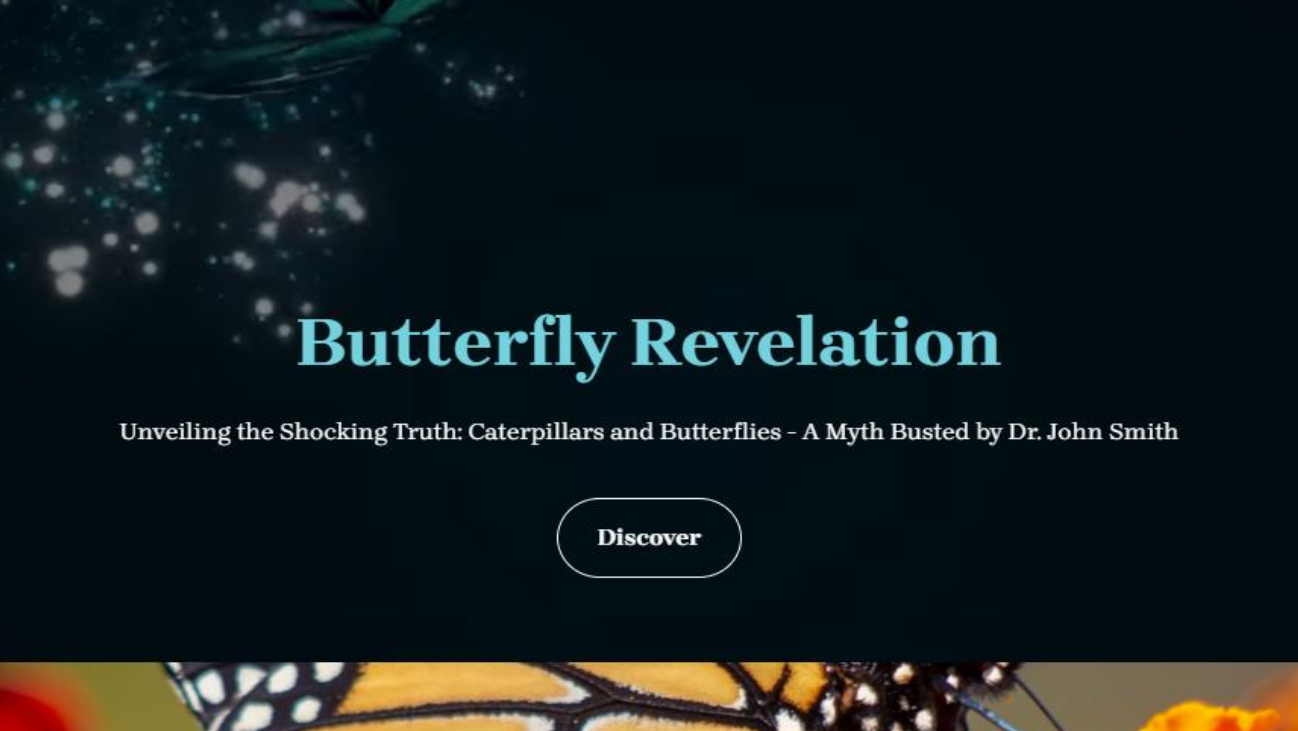 Butterfly Revelation
Unveiling the Shocking Truth: Caterpillars and Butterflies - A Myth Busted by Dr. John Smith
Discover